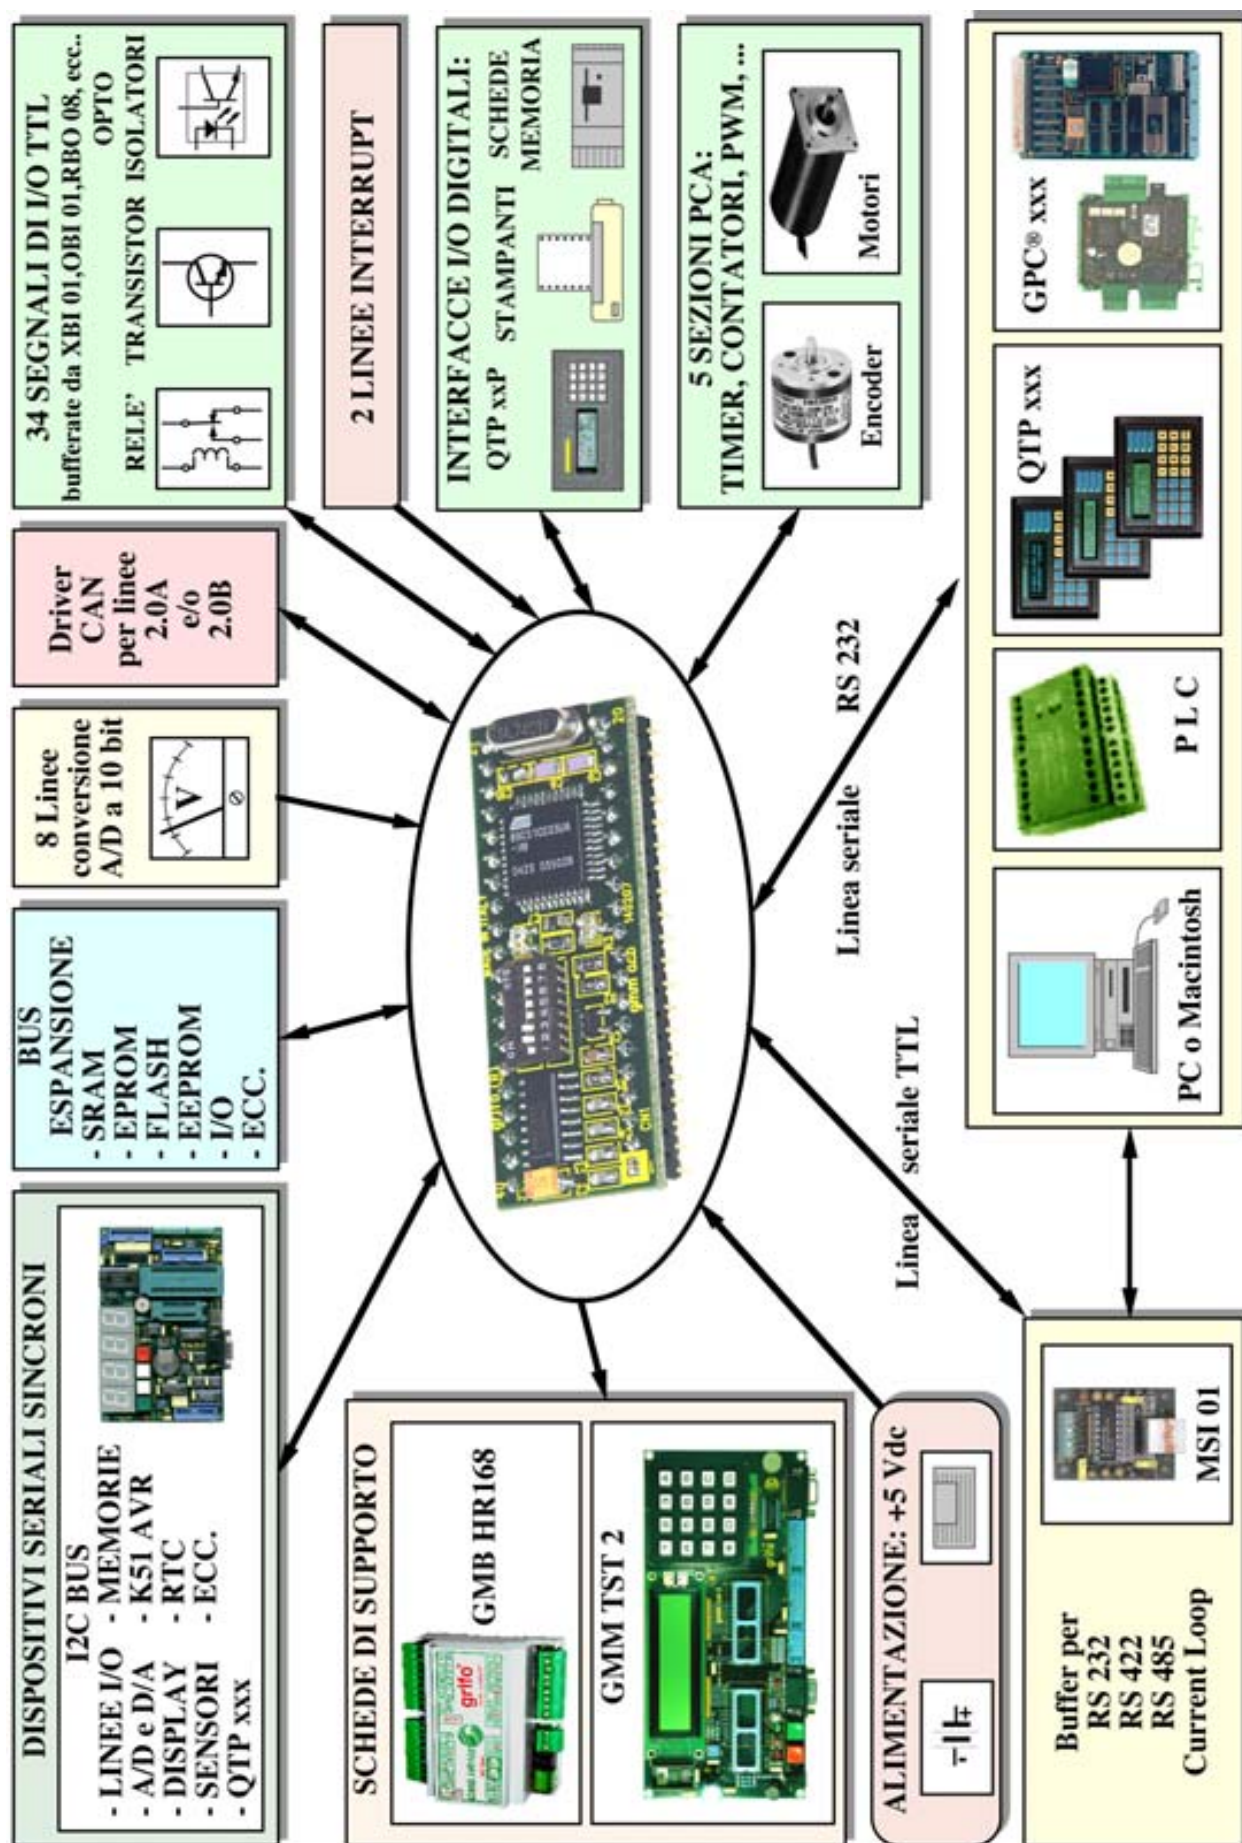 DISPOSITIVI SERIALI SINCRONI
I2C BUS
- LINEE I/O - MEMORIE
- A/D e D/A - K51 AVR
- DISPLAY - RTC
- SENSORI - ECC.
- QTP xxx
BUS
ESPANSIONE
- SRAM
- EPROM
- FLASH
- EEPROM
- I/O
- ECC.
8 Linee
conversione
A/D a 10 bit
V
Driver
CAN
per linee
2.0A
e/o
2.0B
34 SEGNALI DI I/O TTL
bufferate da XBI 01,OBI 01,RBO 08, ecc..
OPTO
RELE’ TRANSISTOR ISOLATORI
2 LINEE INTERRUPT
INTERFACCE I/O DIGITALI:
QTP xxP STAMPANTI SCHEDE
MEMORIA
5 SEZIONI PCA:
TIMER, CONTATORI, PWM, ...
Encoder
Motori
SCHEDE DI SUPPORTO
GMB HR168
grifo
GMM TST 2
ALIMENTAZIONE: +5 Vdc
Linea seriale TTL
Linea seriale RS 232
Buffer per
RS 232
RS 422
RS 485
Current Loop
MSI 01
PC o Macintosh
P L C
QTP xxx
GPC® xxx
40
20
CN1
140207